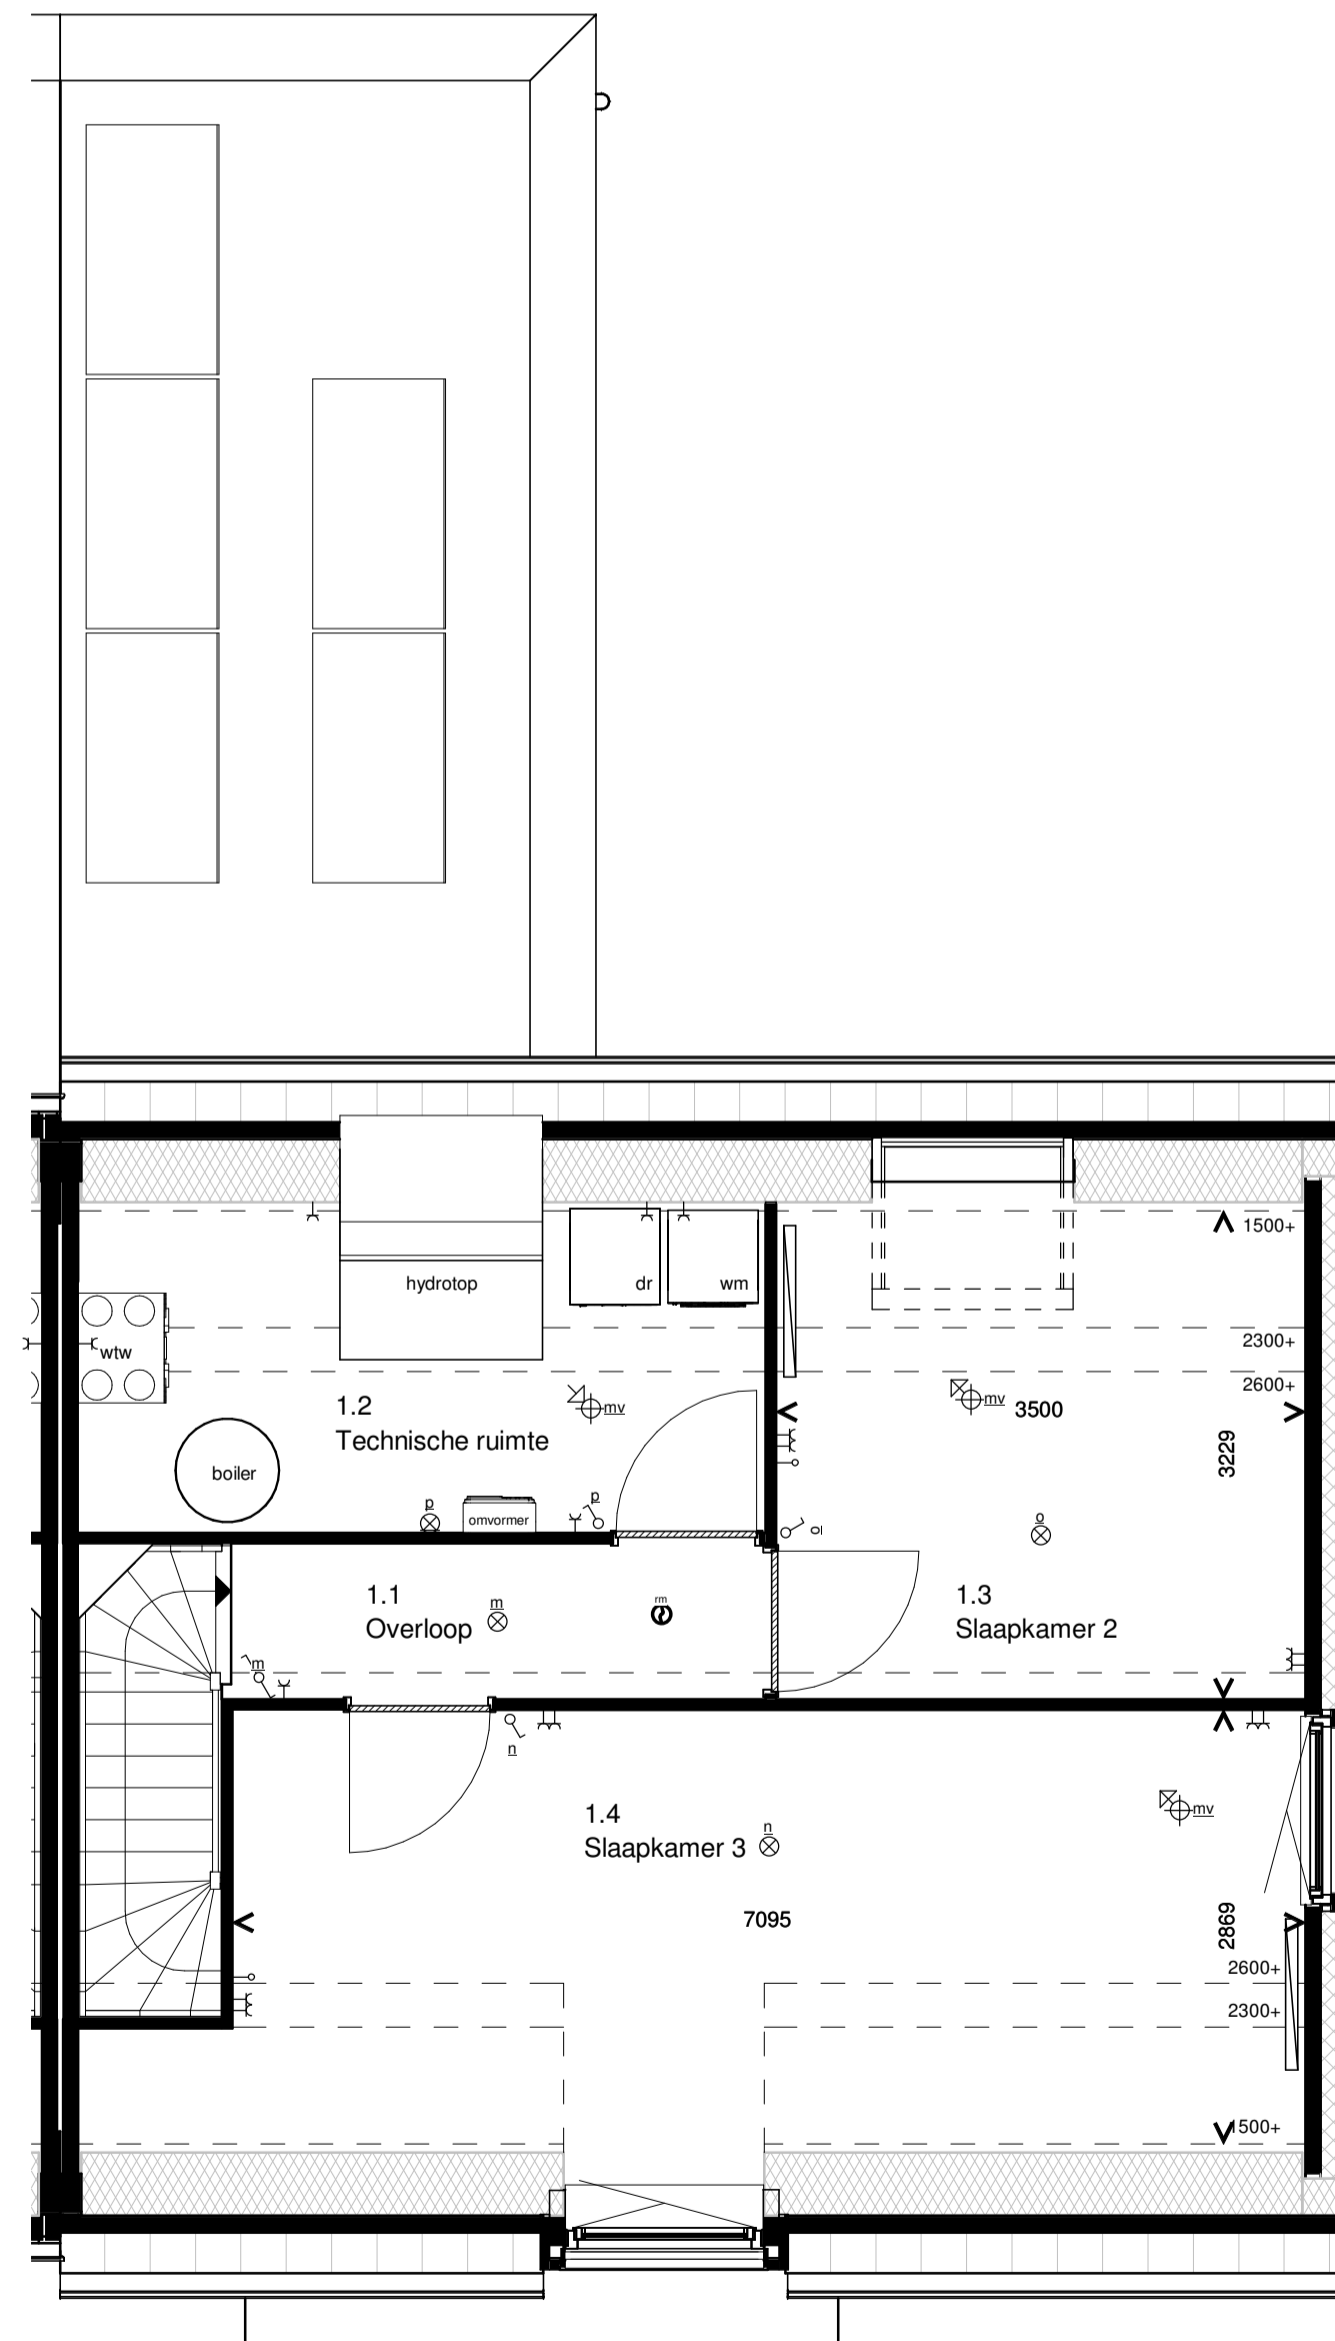 1500+
hydrotop
dr
wm
2300+
wtw
2600+
1.2
mv
mv
3500
Technische ruimte
3229
boiler
p
p
omvormer
o
o
1.1
m
rm
1.3
Overloop
Slaapkamer 2
m
n
1.4
mv
n
Slaapkamer 3
7095
2869
2600+
2300+
1500+